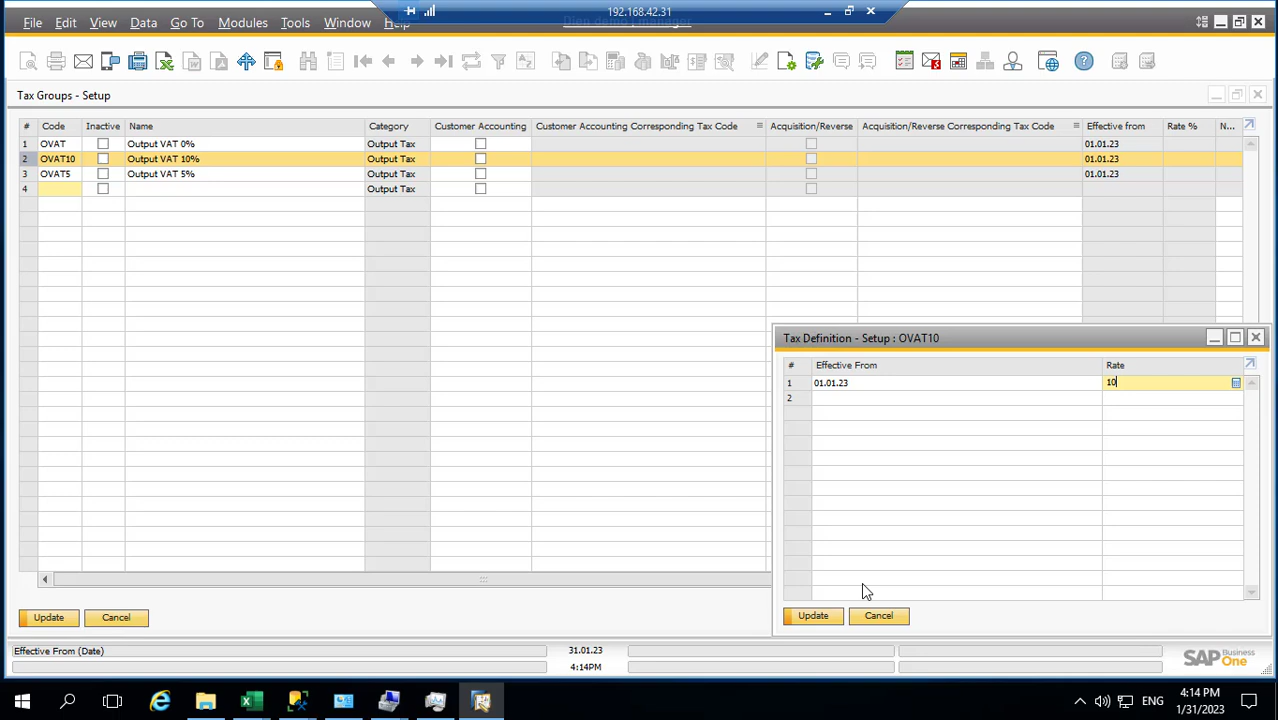 192.168.42.31
File Edit View Go To Data Modules Tools Window Help
Tax Groups - Setup
# Code Inactive Name Category Customer Accounting Customer Accounting Corresponding Tax Code Acquisition/Reverse Acquisition/Reverse Corresponding Tax Code Effective from Rate % N...
1 OVAT Output VAT 0% Output Tax 01.01.23
2 OVAT10 Output VAT 10% Output Tax 01.01.23
3 OVAT5 Output VAT 5% Output Tax 01.01.23
4 Output Tax
Tax Definition - Setup : OVAT10
# Effective From Rate
1 01.01.23 10
2
Update Cancel
Update Cancel
Effective From (Date) 31.01.23
4:14PM
SAP Business One
ENG 4:14 PM
1/31/2023